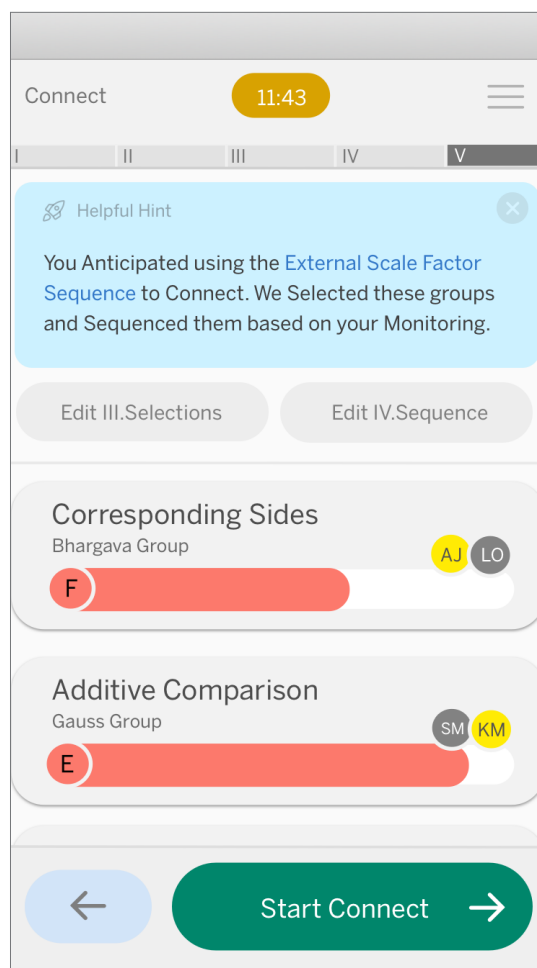 Connect
11:43
I II III IV V
Helpful Hint
You Anticipated using the External Scale Factor
Sequence to Connect. We Selected these groups
and Sequenced them based on your Monitoring.
Edit III.Selections Edit IV.Sequence
Corresponding Sides
Bhargava Group
AJ LO
F
Additive Comparison
Gauss Group
SM KM
E
Start Connect